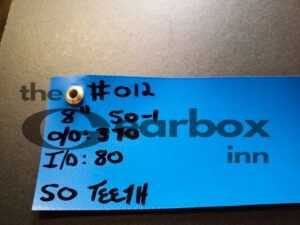 #012
the Gearbox inn
8" 50-1
O/D: 370
I/D: 80
50 TEETH